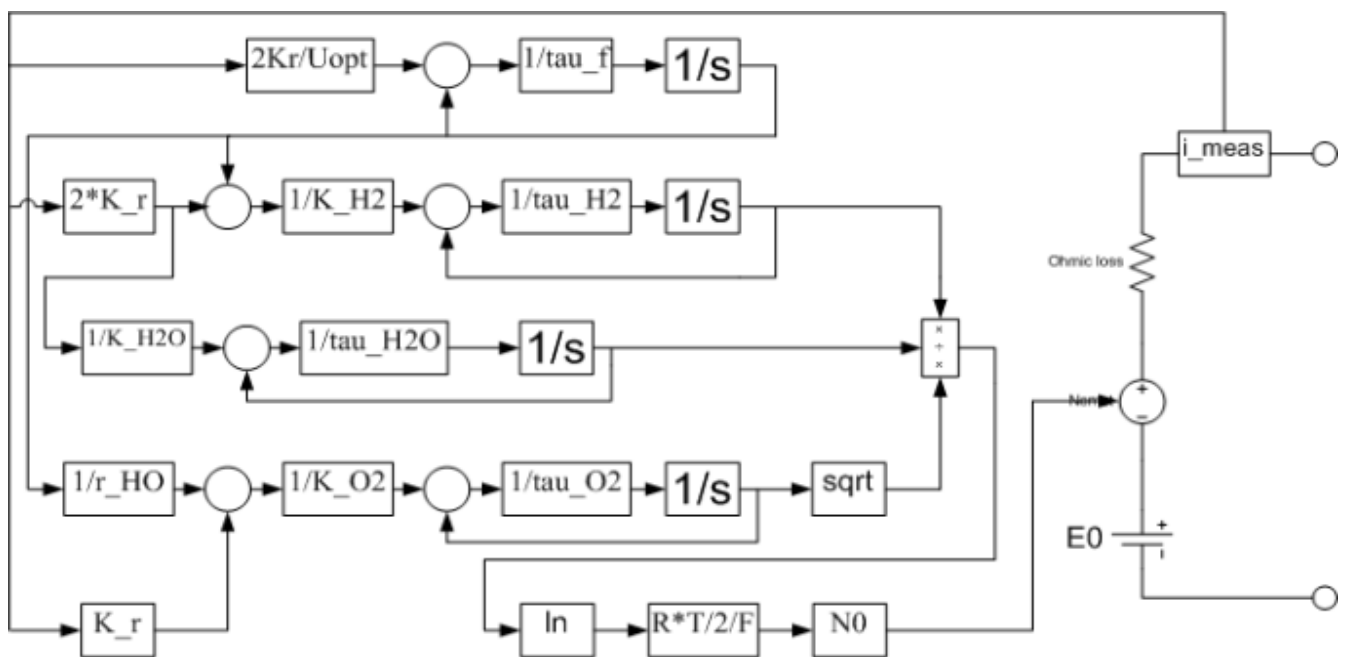 2Kr/Uopt
1/tau_f
1/s
i_meas
2*K_r
1/K_H2
1/tau_H2
1/s
Ohmic loss
1/K_H2O
1/tau_H2O
1/s
×
÷
×
+
−
1/r_HO
1/K_O2
1/tau_O2
1/s
sqrt
E0
+
I
K_r
ln
R*T/2/F
N0